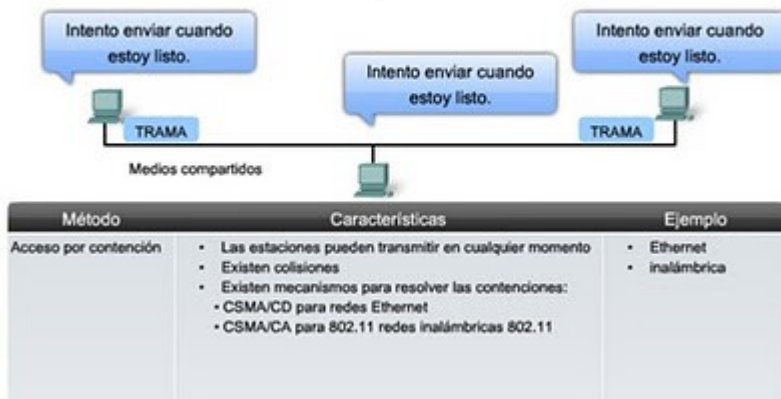 Intento enviar cuando
estoy listo.
Intento enviar cuando
estoy listo.
Intento enviar cuando
estoy listo.
TRAMA
TRAMA
Medios compartidos
Método
Características
Ejemplo
Acceso por contención
• Las estaciones pueden transmitir en cualquier momento
• Existen colisiones
• Existen mecanismos para resolver las contenciones:
• CSMA/CD para redes Ethernet
• CSMA/CA para 802.11 redes inalámbricas 802.11
• Ethernet
• inalámbrica